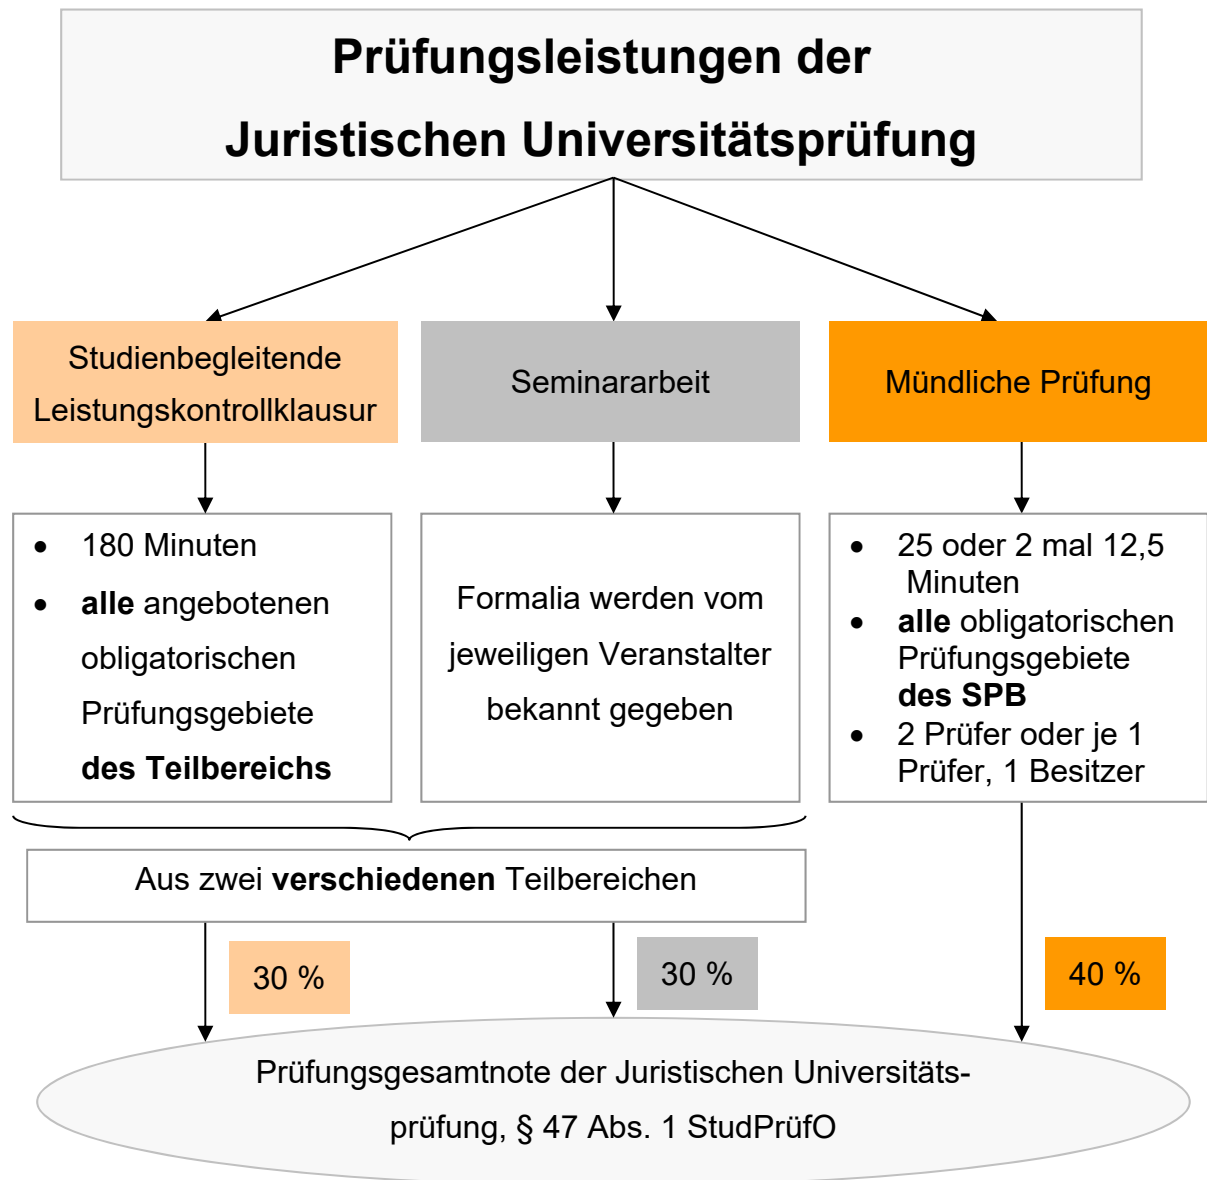 Prüfungsleistungen der
Juristischen Universitätsprüfung
Studienbegleitende
Leistungskontrollklausur
Seminararbeit
Mündliche Prüfung
• 180 Minuten
• alle angebotenen
obligatorischen
Prüfungsgebiete
des Teilbereichs
Formalia werden vom
jeweiligen Veranstalter
bekannt gegeben
• 25 oder 2 mal 12,5
Minuten
• alle obligatorischen
Prüfungsgebiete
des SPB
• 2 Prüfer oder je 1
Prüfer, 1 Besitzer
Aus zwei verschiedenen Teilbereichen
30 %
30 %
40 %
Prüfungsgesamtnote der Juristischen Universitäts-
prüfung, § 47 Abs. 1 StudPrüfO